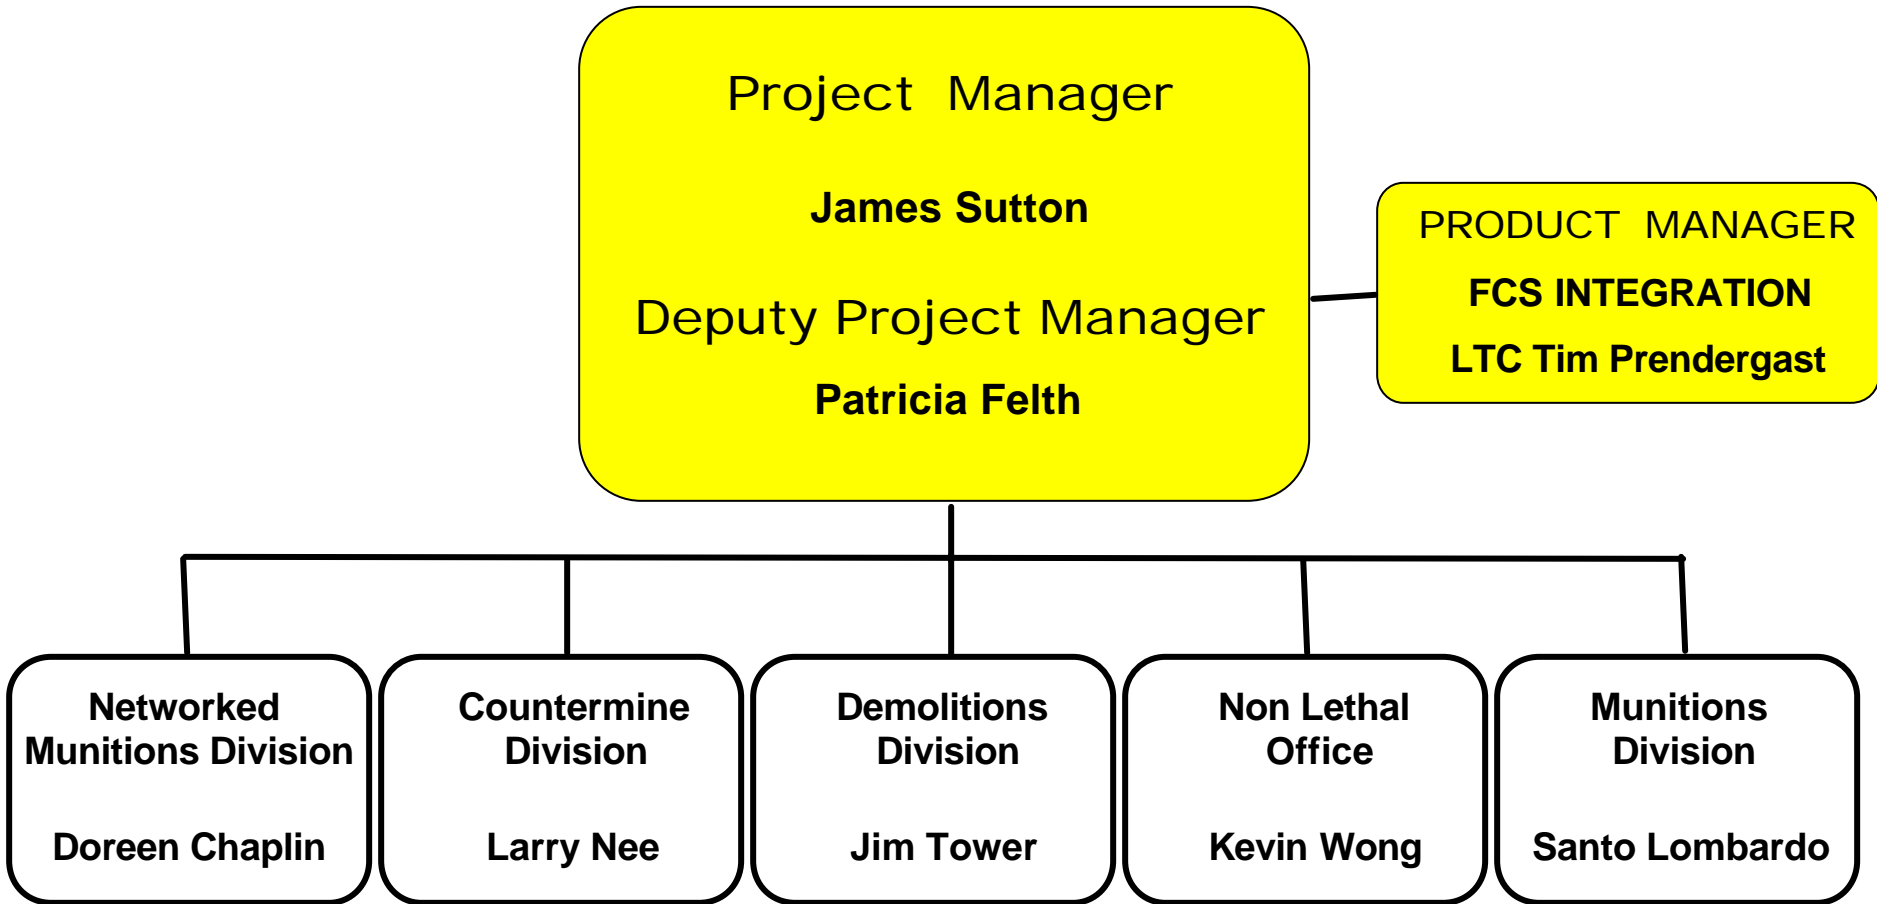 Project Manager
James Sutton
Deputy Project Manager
Patricia Felth
PRODUCT MANAGER
FCS INTEGRATION
LTC Tim Prendergast
Networked
Munitions Division
Doreen Chaplin
Countermine
Division
Larry Nee
Demolitions
Division
Jim Tower
Non Lethal
Office
Kevin Wong
Munitions
Division
Santo Lombardo